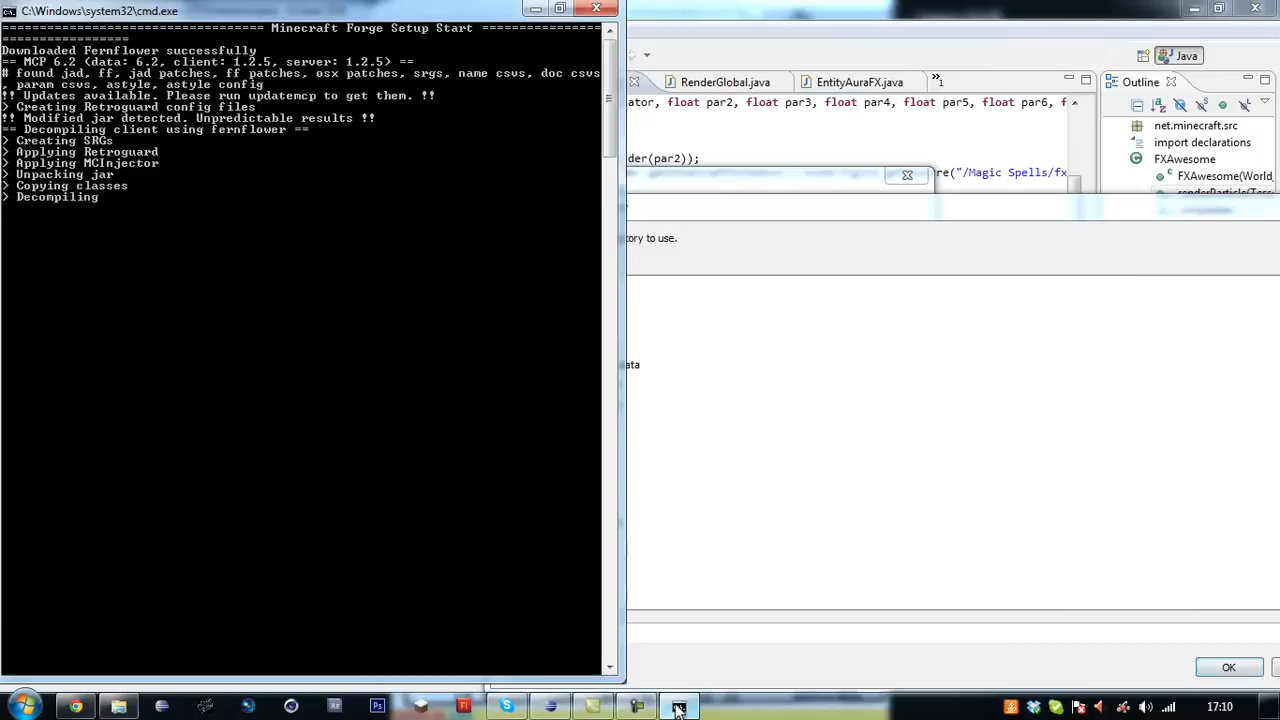 C:\Windows\system32\cmd.exe
==================================== Minecraft Forge Setup Start =================
==================
Downloaded Fernflower successfully
== MCP 6.2 (data: 6.2, client: 1.2.5, server: 1.2.5) ==
# found jad, ff, jad patches, ff patches, osx patches, srgs, name csvs, doc csvs
, param csvs, astyle, astyle config
!! Updates available. Please run updatemcp to get them. !!
> Creating Retroguard config files
!! Modified jar detected. Unpredictable results !!
== Decompiling client using fernflower ==
> Creating SRGs
> Applying Retroguard
> Applying MCInjector
> Unpacking jar
> Copying classes
> Decompiling
Java
RenderGlobal.java
EntityAuraFX.java
»1
Outline
ator, float par2, float par3, float par4, float par5, float par6, f
der(par2));
re("/Magic Spells/fx
net.minecraft.src
import declarations
FXAwesome
FXAwesome(World,
renderParticle(Tess
tory to use.
ata
OK
17:10